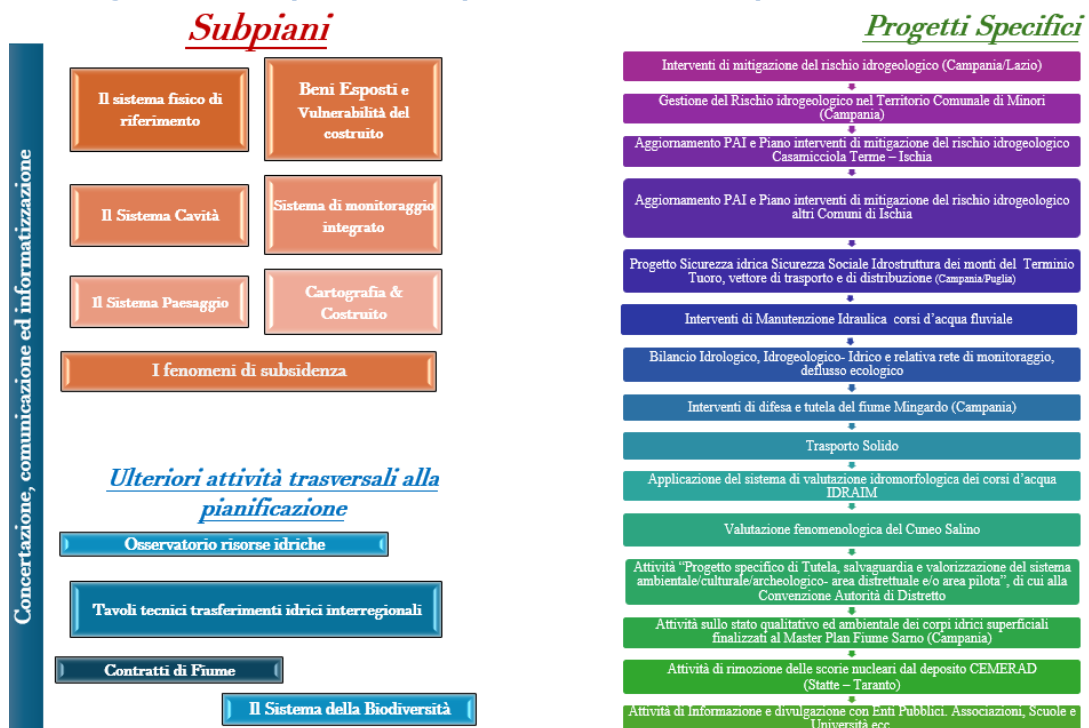 Subpiani
Concertazione, comunicazione ed informatizzazione
Il sistema fisico di
riferimento
Beni Esposti e
Vulnerabilità del
costruito
Il Sistema Cavità
Sistema di monitoraggio
integrato
Il Sistema Paesaggio
Cartografia &
Costruito
I fenomeni di subsidenza
Ulteriori attività trasversali alla
pianificazione
Osservatorio risorse idriche
Tavoli tecnici trasferimenti idrici interregionali
Contratti di Fiume
Il Sistema della Biodiversità
Progetti Specifici
Interventi di mitigazione del rischio idrogeologico (Campania/Lazio)
Gestione del Rischio idrogeologico nel Territorio Comunale di Minori
(Campania)
Aggiornamento PAI e Piano interventi di mitigazione del rischio idrogeologico
Casamicciola Terme – Ischia
Aggiornamento PAI e Piano interventi di mitigazione del rischio idrogeologico
altri Comuni di Ischia
Progetto Sicurezza idrica Sicurezza Sociale Idrostruttura dei monti del Terminio
Tuoro, vettore di trasporto e di distribuzione (Campania/Puglia)
Interventi di Manutenzione Idraulica corsi d'acqua fluviale
Bilancio Idrologico, Idrogeologico- Idrico e relativa rete di monitoraggio,
deflusso ecologico
Interventi di difesa e tutela del fiume Mingardo (Campania)
Trasporto Solido
Applicazione del sistema di valutazione idromorfologica dei corsi d'acqua
IDRAIM
Valutazione fenomenologica del Cuneo Salino
Attività “Progetto specifico di Tutela, salvaguardia e valorizzazione del sistema
ambientale/culturale/archeologico- area distrettuale e/o area pilota”, di cui alla
Convenzione Autorità di Distretto
Attività sullo stato qualitativo ed ambientale dei corpi idrici superficiali
finalizzati al Master Plan Fiume Sarno (Campania)
Attività di rimozione delle scorie nucleari dal deposito CEMERAD
(Statte – Taranto)
Attività di Informazione e divulgazione con Enti Pubblici. Associazioni, Scuole e
Università ecc